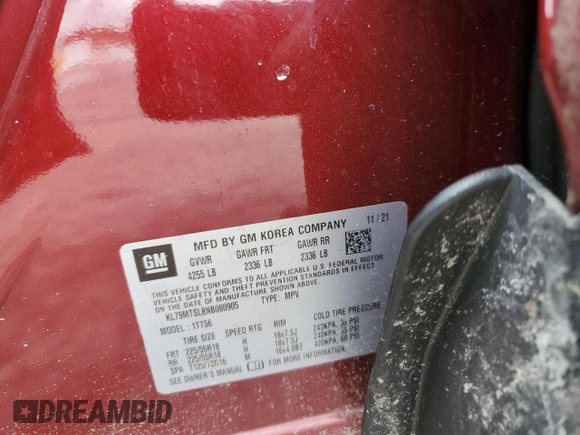 GM
MFD BY GM KOREA COMPANY 11/21
GVWR GAWR FRT GAWR RR
4255 LB 2336 LB 2336 LB
THIS VEHICLE CONFORMS TO ALL APPLICABLE U.S. FEDERAL MOTOR
VEHICLE SAFETY, BUMPER, AND THEFT PREVENTION STANDARDS IN EFFECT
ON THE DATE OF MANUFACTURE SHOWN ABOVE.
KL79MTSL8NB080905 TYPE: MPV
MODEL: 1TT56
TIRE SIZE SPEED RTG RIM COLD TIRE PRESSURE
FRT 225/55R18 H 18x7.5J 240KPA, 35 PSI
RR 225/55R18 H 18x7.5J 240KPA, 35 PSI
SPA M 16x4.0BT 420KPA, 60 PSI
SEE OWNER'S MANUAL
DREAMBID